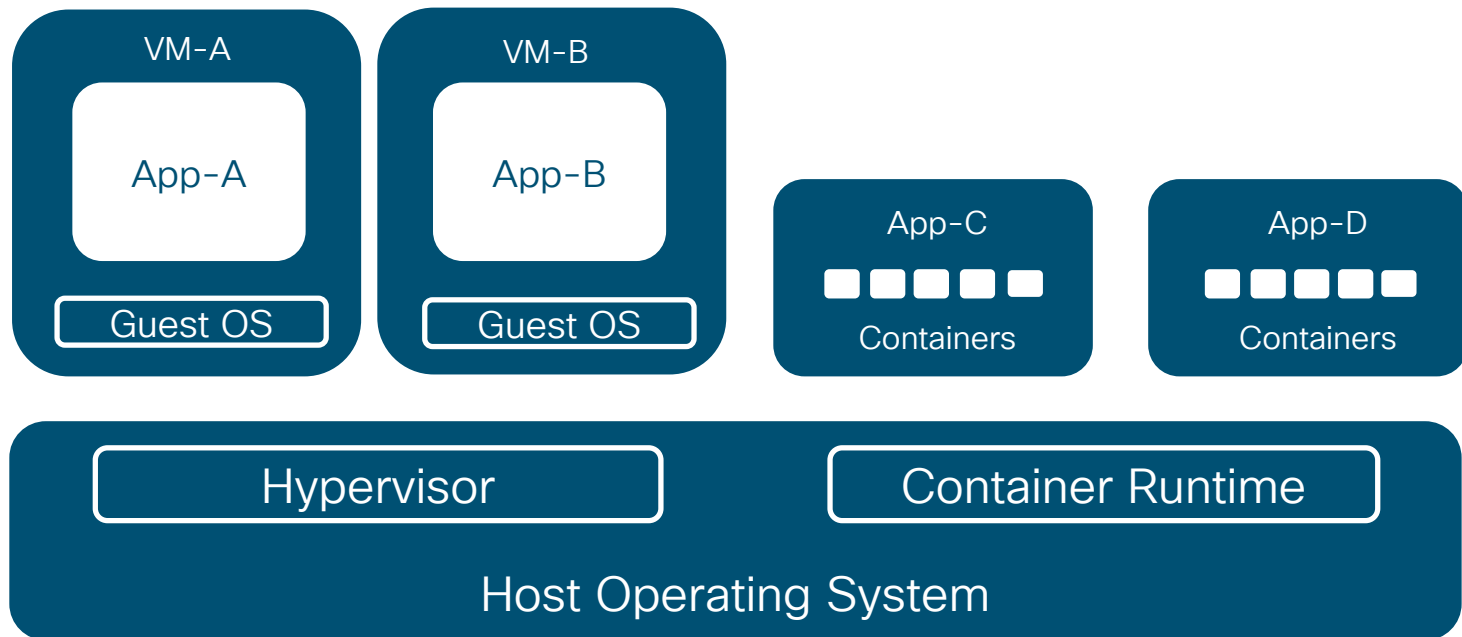 VM-A
App-A
Guest OS
VM-B
App-B
Guest OS
App-C
Containers
App-D
Containers
Hypervisor
Container Runtime
Host Operating System